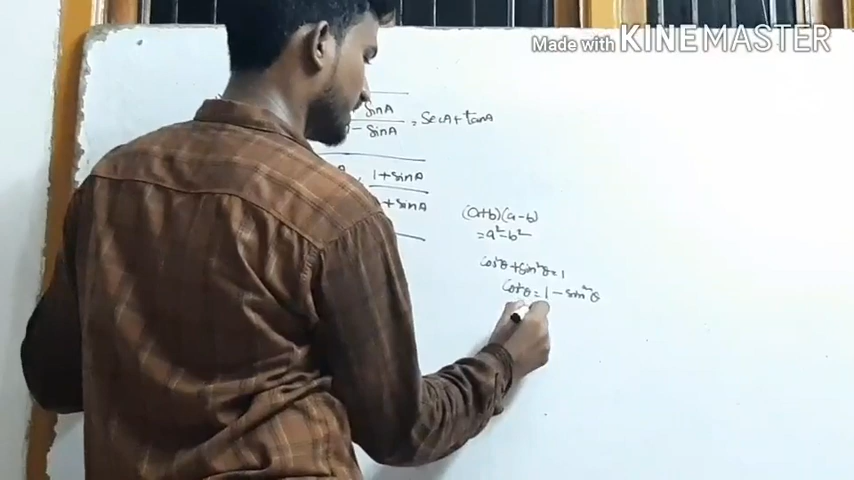 Made with KINEMASTER
sinA
- sinA = SecA + tanA
1+sinA
+sinA
(a+b)(a-b)
= a²-b²
cos²θ + sin²θ = 1
cos²θ = 1 - sin²θ